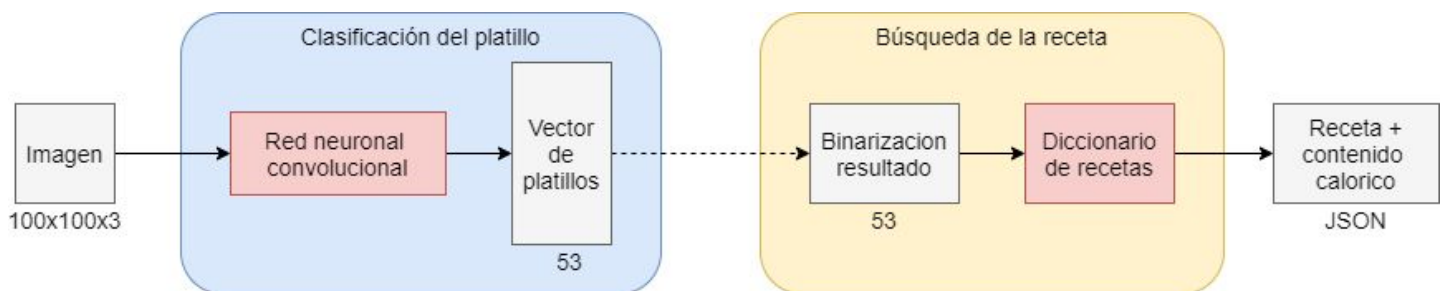 Clasificación del platillo
Búsqueda de la receta
Imagen
100x100x3
Red neuronal
convolucional
Vector
de
platillos
53
Binarizacion
resultado
53
Diccionario
de recetas
Receta +
contenido
calorico
JSON